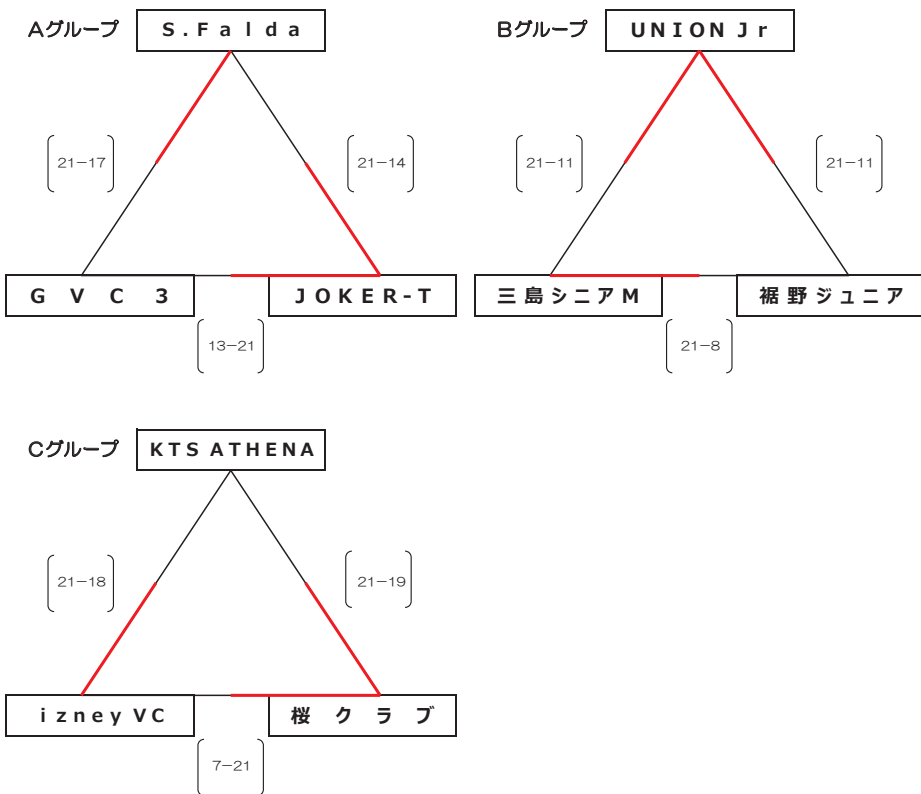 Aグループ
S.Falda
21−17
21−14
GVC3
JOKER-T
13−21
Bグループ
UNION Jr
21−11
21−11
三島シニアM
裾野ジュニア
21−8
Cグループ
KTS ATHENA
21−18
21−19
izney VC
桜クラブ
7−21